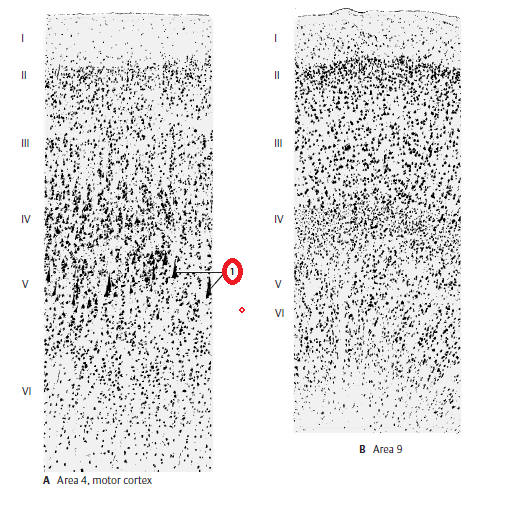 I
II
III
IV
V
VI
1
A Area 4, motor cortex
I
II
III
IV
V
VI
B Area 9